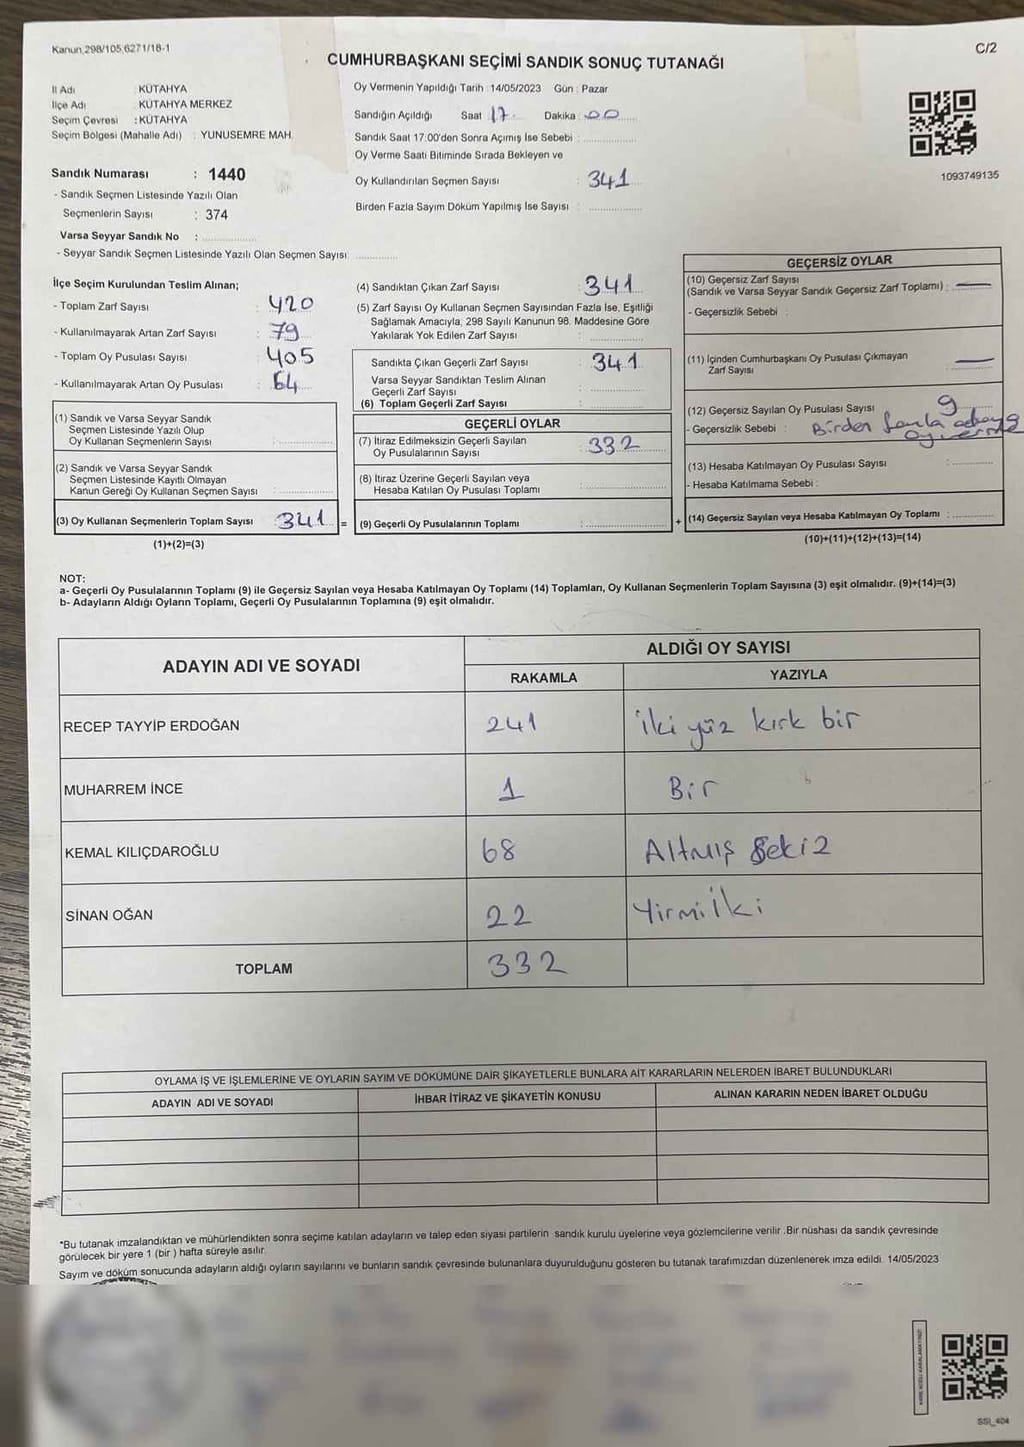 Kanun 298/105,6271/18-1
C/2
CUMHURBAŞKANI SEÇİMİ SANDIK SONUÇ TUTANAĞI
İl Adı : KÜTAHYA
İlçe Adı : KÜTAHYA MERKEZ
Seçim Çevresi : KÜTAHYA
Seçim Bölgesi (Mahalle Adı) : YUNUSEMRE MAH.
Sandık Numarası : 1440
- Sandık Seçmen Listesinde Yazılı Olan
Seçmenlerin Sayısı : 374
Varsa Seyyar Sandık No :
- Seyyar Sandık Seçmen Listesinde Yazılı Olan Seçmen Sayısı
Oy Vermenin Yapıldığı Tarih : 14/05/2023 Gün : Pazar
Sandığın Açıldığı Saat 17 Dakika 00
Sandık Saat 17:00'den Sonra Açımış İse Sebebi :
Oy Verme Saati Bitiminde Sırada Bekleyen ve
Oy Kullandırılan Seçmen Sayısı : 341
Birden Fazla Sayım Döküm Yapılmış İse Sayısı :
1093749135
İlçe Seçim Kurulundan Teslim Alınan;
- Toplam Zarf Sayısı : 420
- Kullanılmayarak Artan Zarf Sayısı : 79
- Toplam Oy Pusulası Sayısı : 405
- Kullanılmayarak Artan Oy Pusulası : 64
(1) Sandık ve Varsa Seyyar Sandık
Seçmen Listesinde Yazılı Olup
Oy Kullanan Seçmenlerin Sayısı :
(2) Sandık ve Varsa Seyyar Sandık
Seçmen Listesinde Kayıtlı Olmayan
Kanun Gereği Oy Kullanan Seçmen Sayısı :
(3) Oy Kullanan Seçmenlerin Toplam Sayısı : 341 =
(1)+(2)=(3)
(4) Sandıktan Çıkan Zarf Sayısı : 341
(5) Zarf Sayısı Oy Kullanan Seçmen Sayısından Fazla İse, Eşitliği
Sağlamak Amacıyla, 298 Sayılı Kanunun 98. Maddesine Göre
Yakılarak Yok Edilen Zarf Sayısı :
Sandıkta Çıkan Geçerli Zarf Sayısı : 341
Varsa Seyyar Sandıktan Teslim Alınan
Geçerli Zarf Sayısı :
(6) Toplam Geçerli Zarf Sayısı :
GEÇERLİ OYLAR
(7) İtiraz Edilmeksizin Geçerli Sayılan
Oy Pusulalarının Sayısı : 332
(8) İtiraz Üzerine Geçerli Sayılan veya
Hesaba Katılan Oy Pusulası Toplamı :
(9) Geçerli Oy Pusulalarının Toplamı : +
GEÇERSİZ OYLAR
(10) Geçersiz Zarf Sayısı
(Sandık ve Varsa Seyyar Sandık Geçersiz Zarf Toplamı) : —
- Geçersizlik Sebebi :
(11) İçinden Cumhurbaşkanı Oy Pusulası Çıkmayan
Zarf Sayısı : —
(12) Geçersiz Sayılan Oy Pusulası Sayısı : 9
- Geçersizlik Sebebi : Birden fazla adaya
oy verme
(13) Hesaba Katılmayan Oy Pusulası Sayısı :
- Hesaba Katılmama Sebebi :
(14) Geçersiz Sayılan veya Hesaba Katılmayan Oy Toplamı :
(10)+(11)+(12)+(13)=(14)
NOT:
a- Geçerli Oy Pusulalarının Toplamı (9) ile Geçersiz Sayılan veya Hesaba Katılmayan Oy Toplamı (14) Toplamları, Oy Kullanan Seçmenlerin Toplam Sayısına (3) eşit olmalıdır. (9)+(14)=(3)
b- Adayların Aldığı Oyların Toplamı, Geçerli Oy Pusulalarının Toplamına (9) eşit olmalıdır.
ADAYIN ADI VE SOYADI
ALDIĞI OY SAYISI
RAKAMLA YAZIYLA
RECEP TAYYİP ERDOĞAN 241 İki yüz kırk bir
MUHARREM İNCE 1 Bir
KEMAL KILIÇDAROĞLU 68 Altmış Sekiz
SİNAN OĞAN 22 Yirmi İki
TOPLAM 332
OYLAMA İŞ VE İŞLEMLERİNE VE OYLARIN SAYIM VE DÖKÜMÜNE DAİR ŞİKAYETLERLE BUNLARA AİT KARARLARIN NELERDEN İBARET BULUNDUKLARI
ADAYIN ADI VE SOYADI İHBAR İTİRAZ VE ŞİKAYETİN KONUSU ALINAN KARARIN NEDEN İBARET OLDUĞU
*Bu tutanak imzalandıktan ve mühürlendikten sonra seçime katılan adayların ve talep eden siyasi partilerin sandık kurulu üyelerine veya gözlemcilerine verilir .Bir nüshası da sandık çevresinde
görülecek bir yere 1 (bir ) hafta süreyle asılır.
Sayım ve döküm sonucunda adayların aldığı oyların sayılarını ve bunların sandık çevresinde bulunanlara duyurulduğunu gösteren bu tutanak tarafımızdan düzenlenerek imza edildi. 14/05/2023
KARE KODU KARALAMAYINIZ!
SSI_404